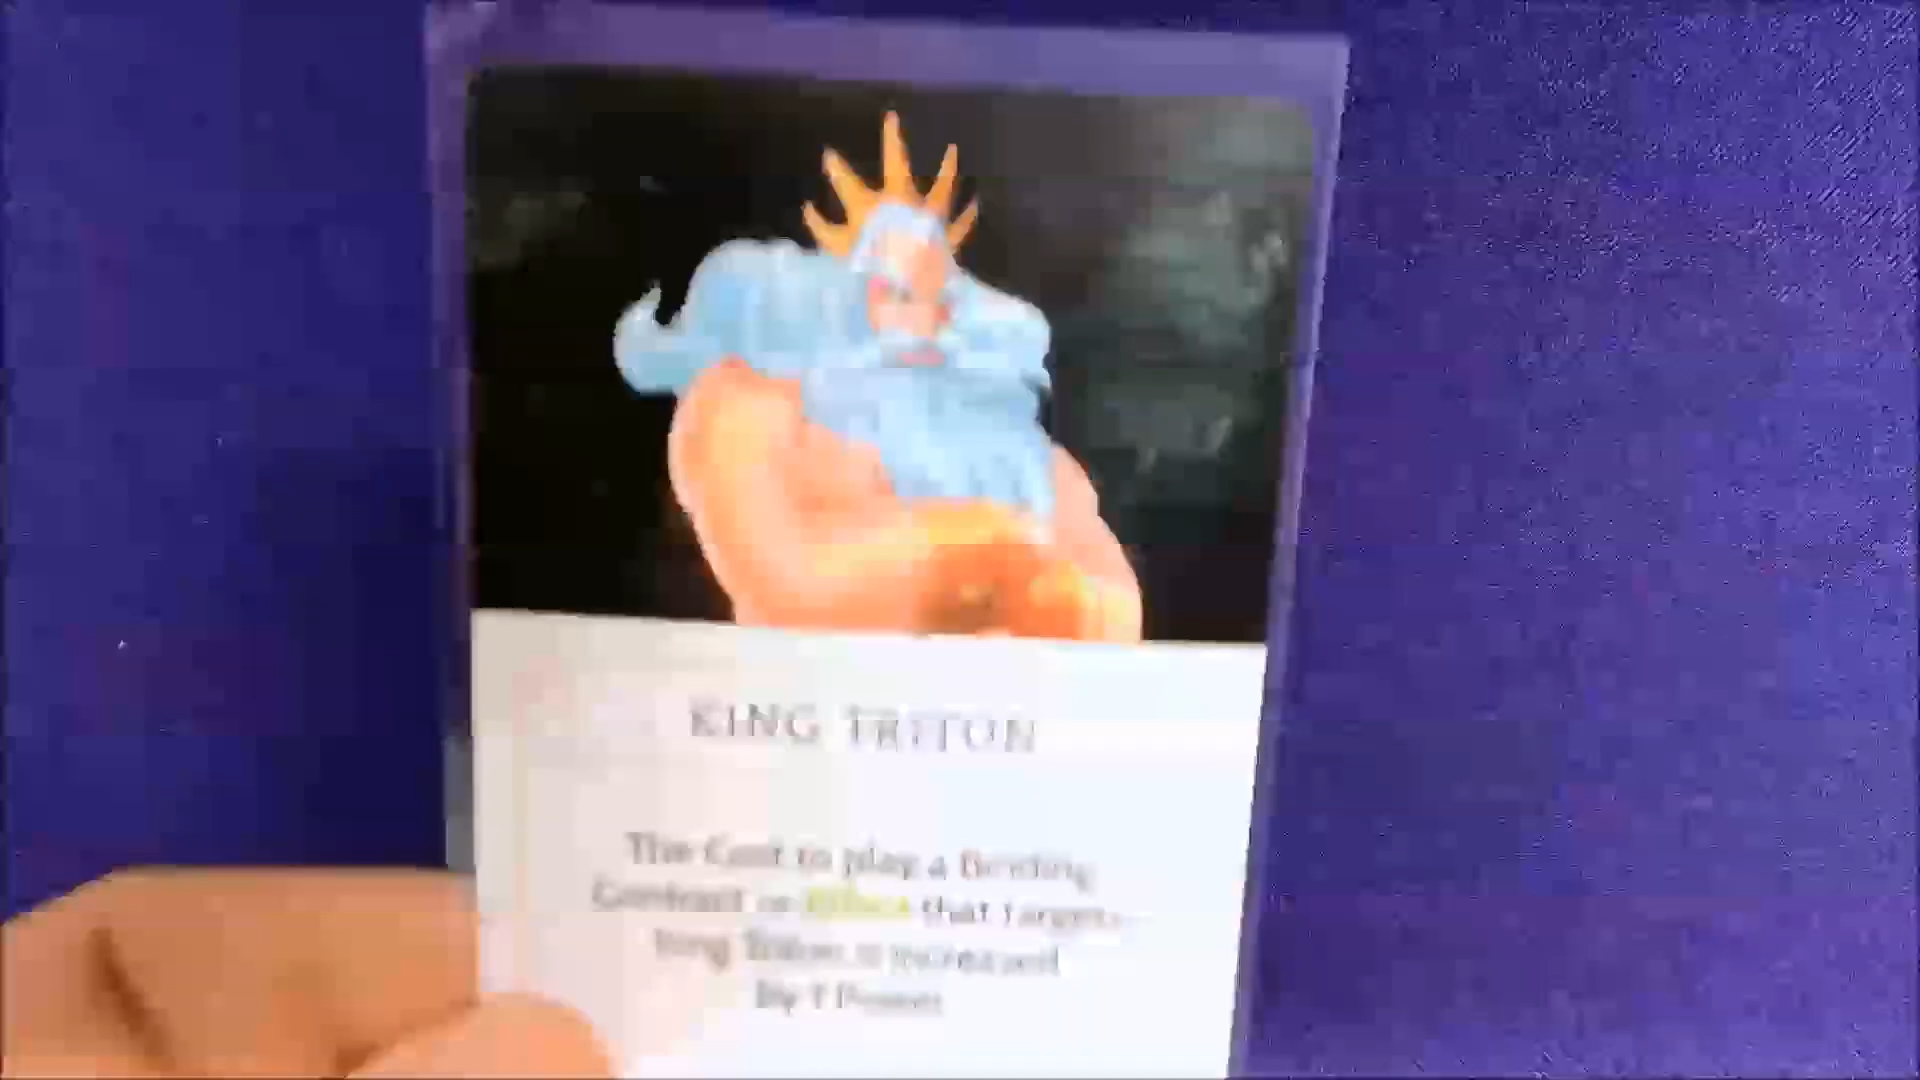 KING TRITON
The Cost to play a Binding
Contract or Effect that targets
King Triton is increased
by 1 Power.